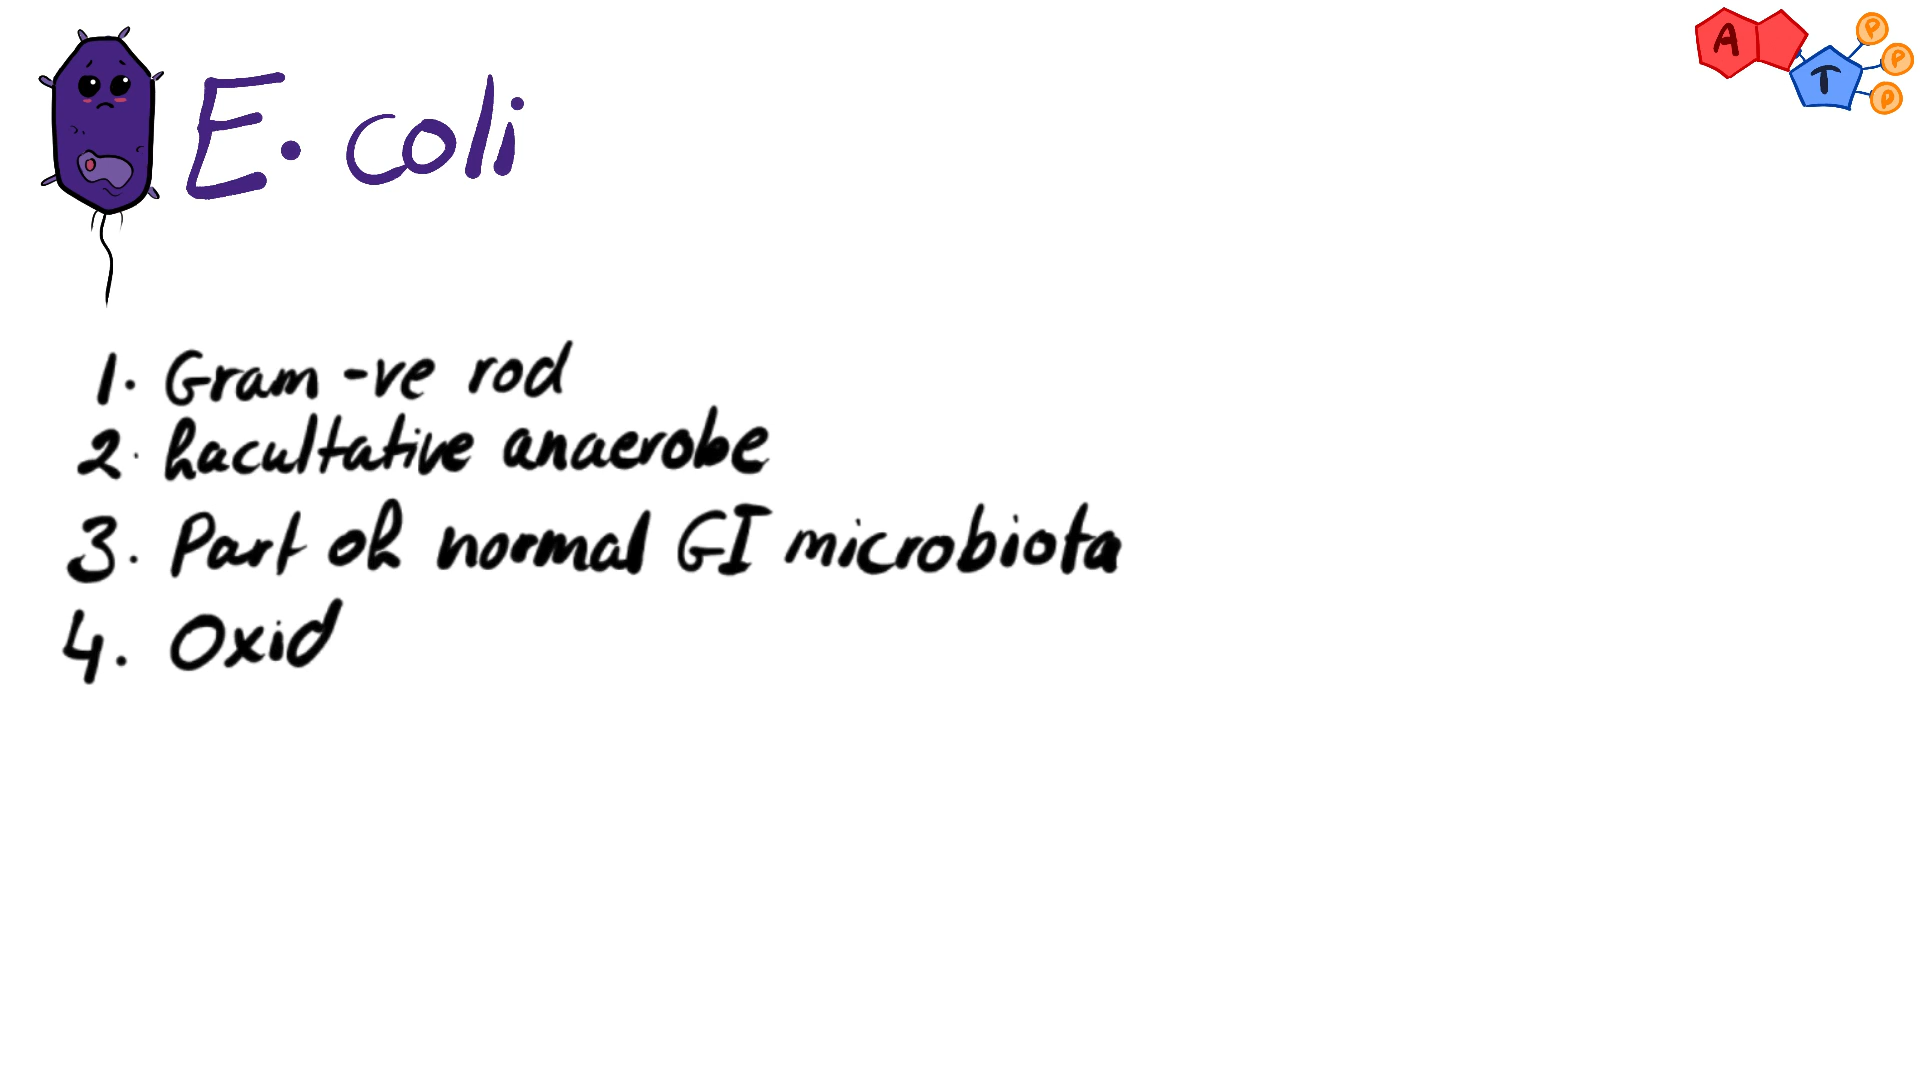 E. coli
A T P P P
1. Gram -ve rod
2. facultative anaerobe
3. Part of normal GI microbiota
4. Oxid